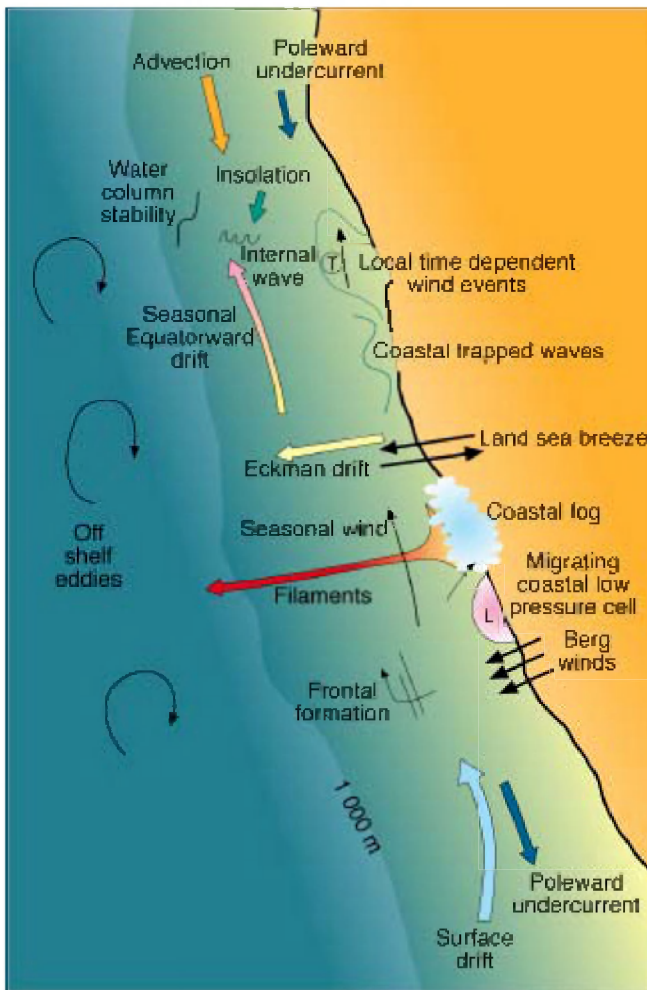 Advection
Poleward
undercurrent
Water
column
stability
Insolation
Internal
wave
T
Local time dependent
wind events
Seasonal
Equatorward
drift
Coastal trapped waves
Land sea breeze
Eckman drift
Off
shelf
eddies
Seasonal wind
Coastal fog
Filaments
Migrating
coastal low
pressure cell
L
Berg
winds
Frontal
formation
1 000 m
Poleward
undercurrent
Surface
drift